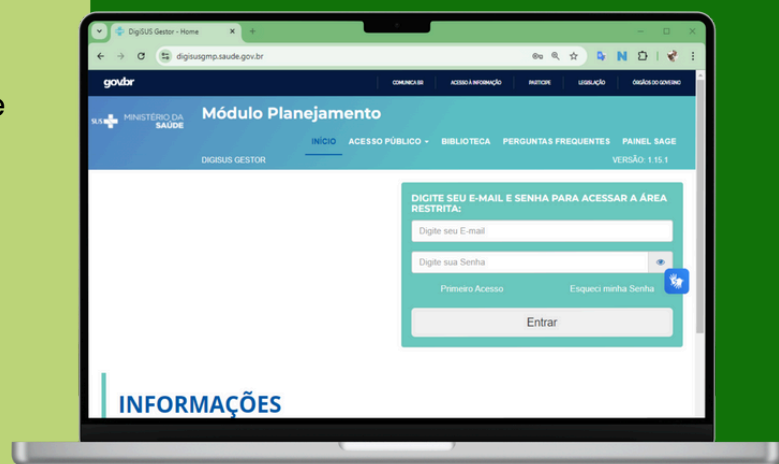 e
DigiSUS Gestor - Home
digisusgmp.saude.gov.br
gov.br
COMUNICA BR ACESSO À INFORMAÇÃO PARTICIPE LEGISLAÇÃO ÓRGÃOS DO GOVERNO
SUS MINISTÉRIO DA SAÚDE
Módulo Planejamento
INÍCIO ACESSO PÚBLICO BIBLIOTECA PERGUNTAS FREQUENTES PAINEL SAGE
DIGISUS GESTOR VERSÃO: 1.15.1
DIGITE SEU E-MAIL E SENHA PARA ACESSAR A ÁREA
RESTRITA:
Digite seu E-mail
Digite sua Senha
Primeiro Acesso Esqueci minha Senha
Entrar
INFORMAÇÕES